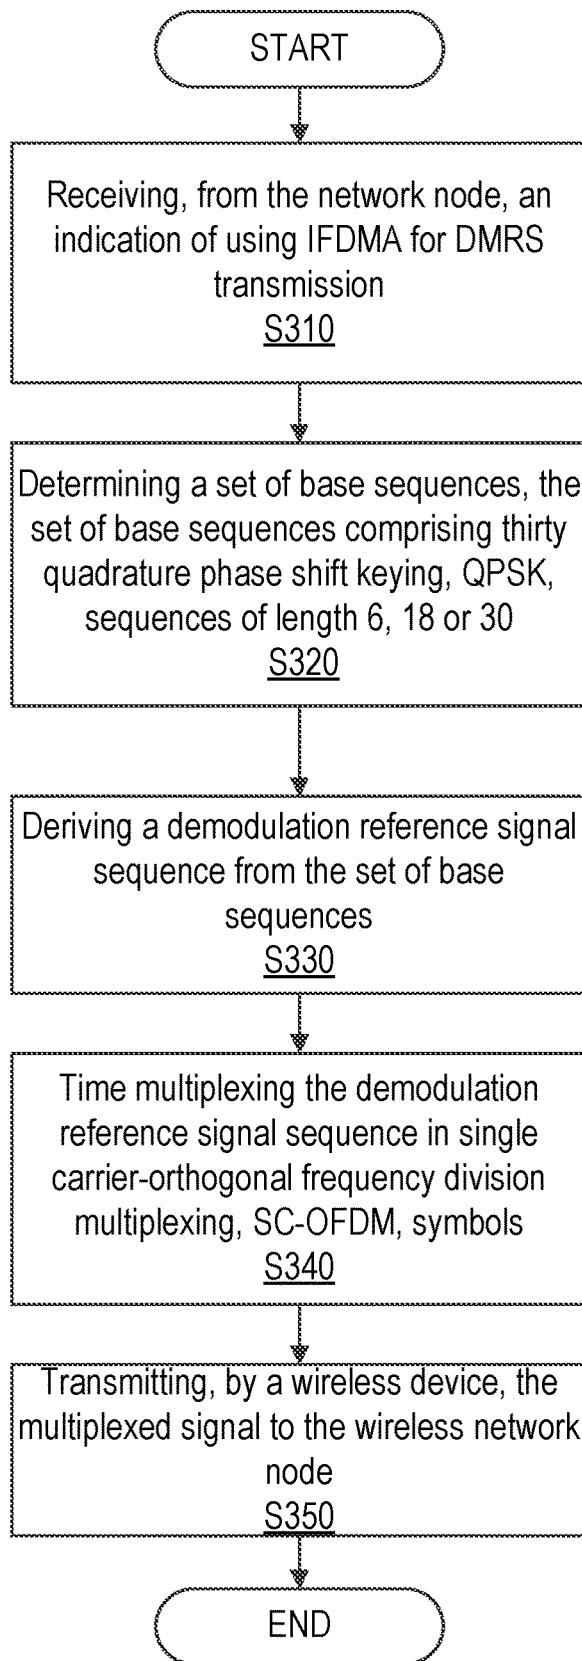 START
Receiving, from the network node, an
indication of using IFDMA for DMRS
transmission
S310
Determining a set of base sequences, the
set of base sequences comprising thirty
quadrature phase shift keying, QPSK,
sequences of length 6, 18 or 30
S320
Deriving a demodulation reference signal
sequence from the set of base
sequences
S330
Time multiplexing the demodulation
reference signal sequence in single
carrier-orthogonal frequency division
multiplexing, SC-OFDM, symbols
S340
Transmitting, by a wireless device, the
multiplexed signal to the wireless network
node
S350
END